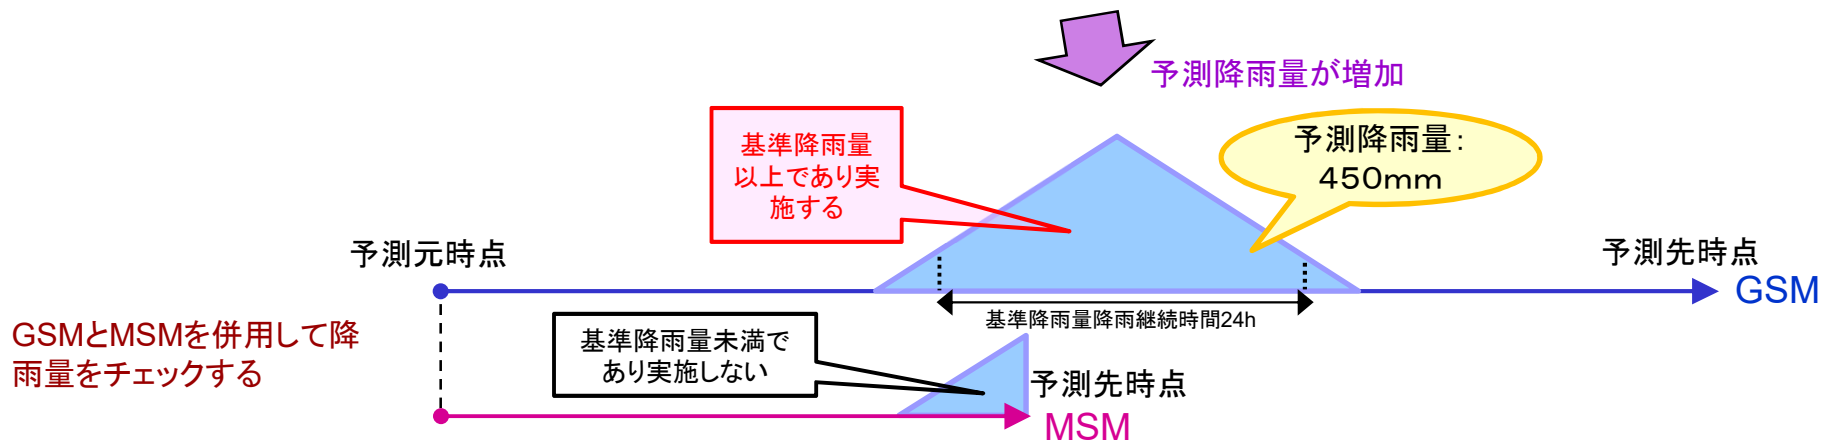 予測降雨量が増加
基準降雨量
以上であり実
施する
予測降雨量：
450mm
予測元時点
予測先時点
GSM
基準降雨量降雨継続時間24h
GSMとMSMを併用して降
雨量をチェックする
基準降雨量未満で
あり実施しない
予測先時点
MSM